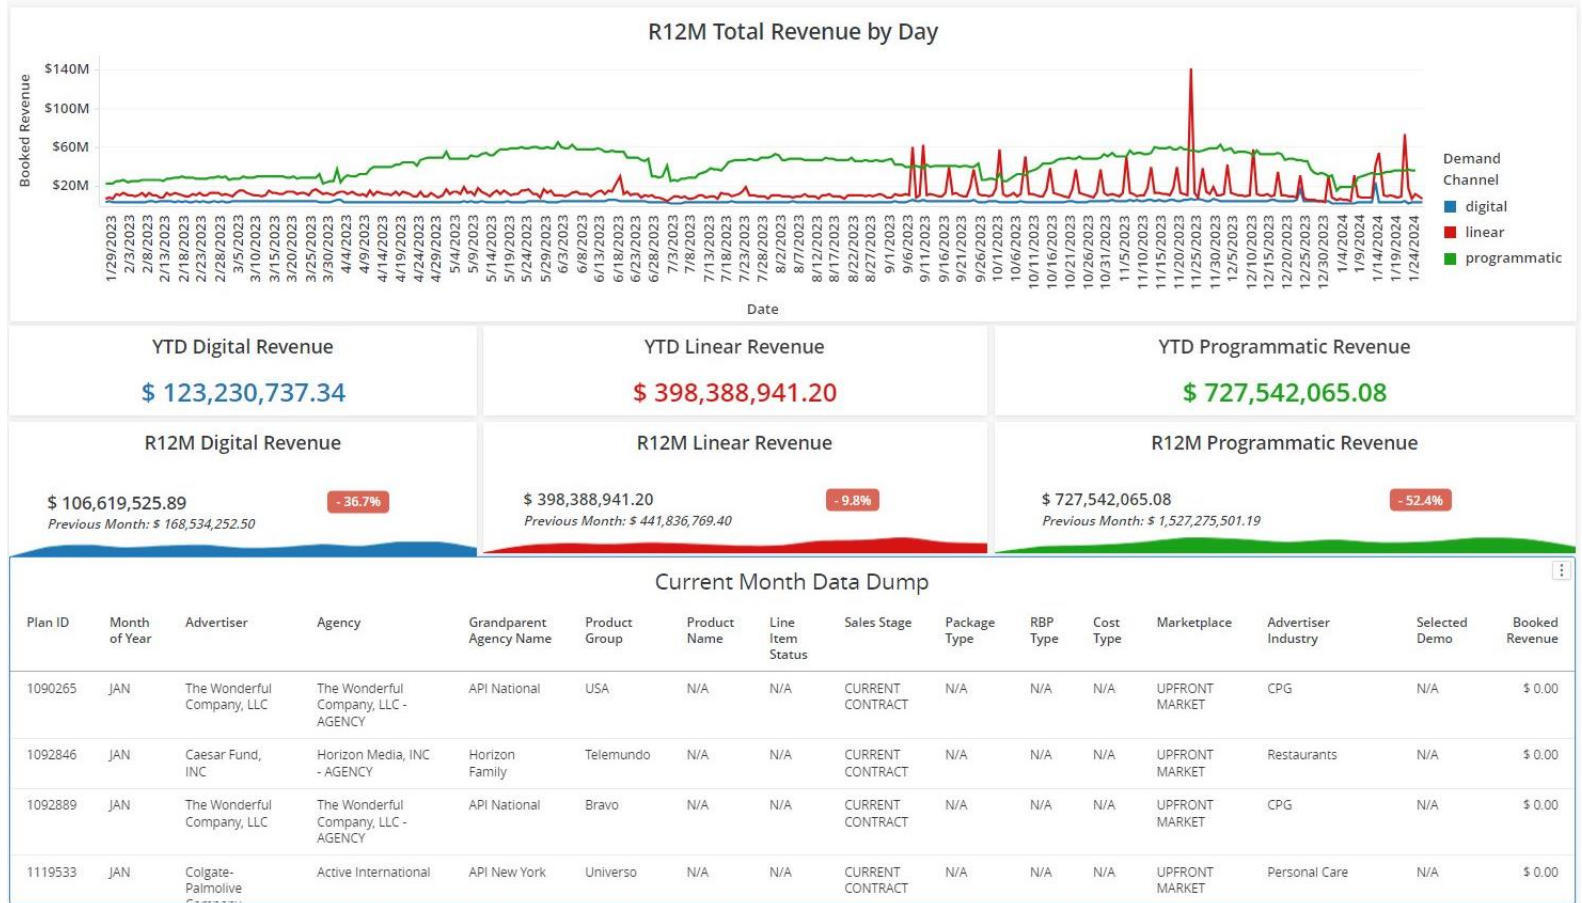 R12M Total Revenue by Day
Booked Revenue
$140M
$100M
$60M
$20M
1/29/2023
2/3/2023
2/8/2023
2/13/2023
2/18/2023
2/23/2023
2/28/2023
3/5/2023
3/10/2023
3/15/2023
3/20/2023
3/25/2023
3/30/2023
4/4/2023
4/9/2023
4/14/2023
4/19/2023
4/24/2023
4/29/2023
5/4/2023
5/9/2023
5/14/2023
5/19/2023
5/24/2023
5/29/2023
6/3/2023
6/8/2023
6/13/2023
6/18/2023
6/23/2023
6/28/2023
7/3/2023
7/8/2023
7/13/2023
7/18/2023
7/23/2023
7/28/2023
8/2/2023
8/7/2023
8/12/2023
8/17/2023
8/22/2023
8/27/2023
9/1/2023
9/6/2023
9/11/2023
9/16/2023
9/21/2023
9/26/2023
10/1/2023
10/6/2023
10/11/2023
10/16/2023
10/21/2023
10/26/2023
10/31/2023
11/5/2023
11/10/2023
11/15/2023
11/20/2023
11/25/2023
11/30/2023
12/5/2023
12/10/2023
12/15/2023
12/20/2023
12/25/2023
12/30/2023
1/4/2024
1/9/2024
1/14/2024
1/19/2024
1/24/2024
Date
Demand
Channel
digital
linear
programmatic
YTD Digital Revenue
$ 123,230,737.34
YTD Linear Revenue
$ 398,388,941.20
YTD Programmatic Revenue
$ 727,542,065.08
R12M Digital Revenue
$ 106,619,525.89
- 36.7%
Previous Month: $ 168,534,252.50
R12M Linear Revenue
$ 398,388,941.20
- 9.8%
Previous Month: $ 441,836,769.40
R12M Programmatic Revenue
$ 727,542,065.08
- 52.4%
Previous Month: $ 1,527,275,501.19
Current Month Data Dump
Plan ID Month Advertiser Agency Grandparent Product Product Line Sales Stage Package RBP Cost Marketplace Advertiser Selected Booked
of Year Agency Name Group Name Item Type Type Type Industry Demo Revenue
Status
1090265 JAN The Wonderful The Wonderful API National USA N/A N/A CURRENT N/A N/A N/A UPFRONT CPG N/A $ 0.00
Company, LLC Company, LLC - CONTRACT MARKET
AGENCY
1092846 JAN Caesar Fund, Horizon Media, INC Horizon Telemundo N/A N/A CURRENT N/A N/A N/A UPFRONT Restaurants N/A $ 0.00
INC - AGENCY Family CONTRACT MARKET
1092889 JAN The Wonderful The Wonderful API National Bravo N/A N/A CURRENT N/A N/A N/A UPFRONT CPG N/A $ 0.00
Company, LLC Company, LLC - CONTRACT MARKET
AGENCY
1119533 JAN Colgate- Active International API New York Universo N/A N/A CURRENT N/A N/A N/A UPFRONT Personal Care N/A $ 0.00
Palmolive CONTRACT MARKET